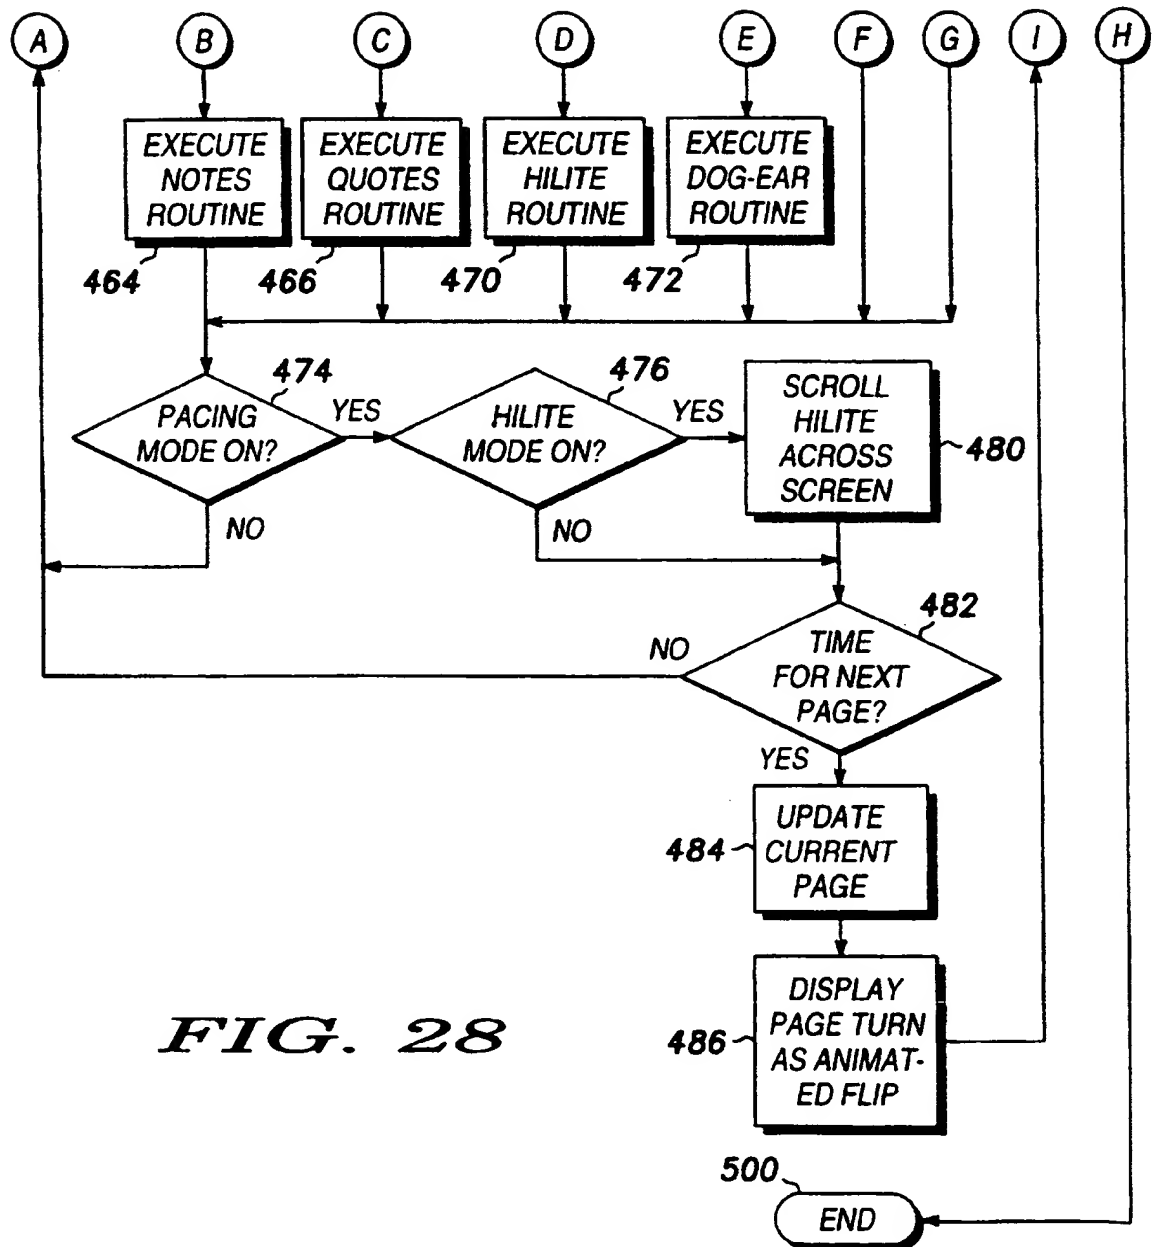 A
B
C
D
E
F
G
I
H
EXECUTE
NOTES
ROUTINE
464
EXECUTE
QUOTES
ROUTINE
466
EXECUTE
HILITE
ROUTINE
470
EXECUTE
DOG-EAR
ROUTINE
472
PACING
MODE ON?
474
YES
NO
HILITE
MODE ON?
476
YES
NO
SCROLL
HILITE
ACROSS
SCREEN
480
TIME
FOR NEXT
PAGE?
482
NO
YES
UPDATE
CURRENT
PAGE
484
DISPLAY
PAGE TURN
AS ANIMAT-
ED FLIP
486
FIG. 28
500
END